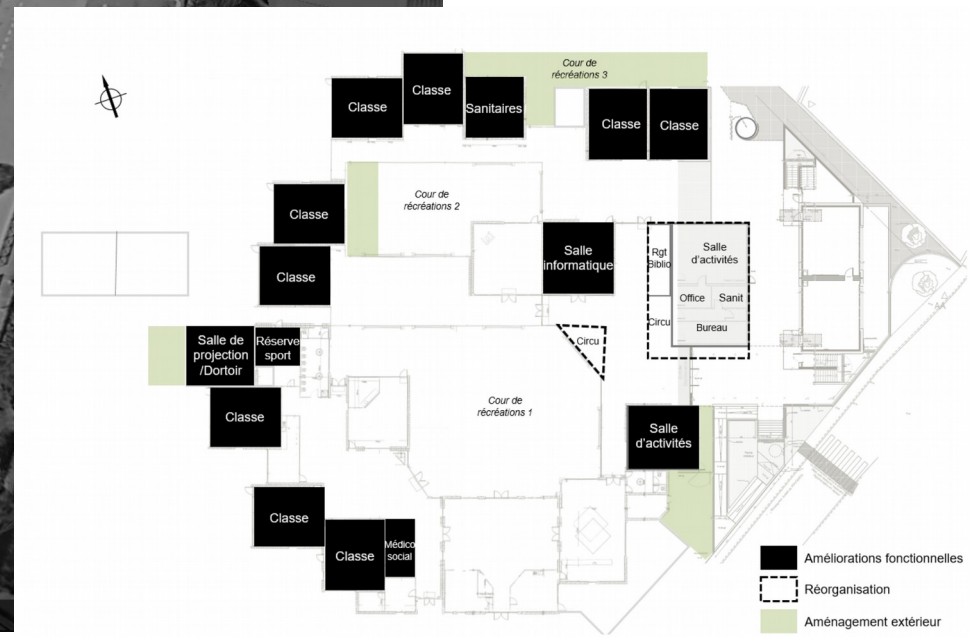 Cour de
récréations 3
Classe
Classe
Sanitaires
Classe
Classe
Cour de
récréations 2
Classe
Classe
Salle
informatique
Rgt
Biblio
Salle
d'activités
Office
Sanit
Circu
Bureau
Circu
Salle de
projection
/Dortoir
Réserve
sport
Classe
Cour de
récréations 1
Salle
d'activités
Classe
Classe
Médico
social
Améliorations fonctionnelles
Réorganisation
Aménagement extérieur